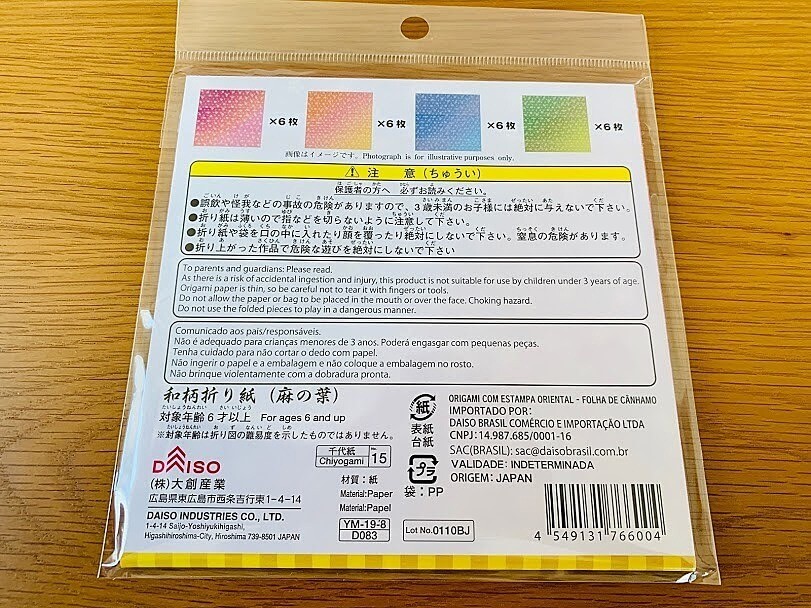 ×6枚 ×6枚 ×6枚 ×6枚
画像はイメージです。Photograph is for illustrative purposes only.
⚠ 注 意(ちゅうい)
保護者の方へ 必ずお読みください。
●誤飲や怪我などの事故の危険がありますので、3歳未満のお子様には絶対に与えないで下さい。
●折り紙は薄いので指などを切らないように注意して下さい。
●折り紙や袋を口の中に入れたり顔を覆ったり絶対にしないで下さい。窒息の危険があります。
●折り上がった作品で危険な遊びを絶対にしないで下さい
To parents and guardians: Please read.
As there is a risk of accidental ingestion and injury, this product is not suitable for use by children under 3 years of age.
Origami paper is thin, so be careful not to tear it with fingers or tools.
Do not allow the paper or bag to be placed in the mouth or over the face. Choking hazard.
Do not use the folded pieces to play in a dangerous manner.
Comunicado aos pais/responsáveis.
Não é adequado para crianças menores de 3 anos. Poderá engasgar com pequenas peças.
Tenha cuidado para não cortar o dedo com papel.
Não ingerir o papel e a embalagem e não coloque a embalagem no rosto.
Não brinque violentamente com a dobradura pronta.
和柄折り紙(麻の葉)
対象年齢6才以上 For ages 6 and up
※対象年齢は折り図の難易度を示したものではありません。
千代紙
Chiyogami
15
DAISO
(株)大創産業
広島県東広島市西条吉行東1-4-14
DAISO INDUSTRIES CO., LTD.
1-4-14 Saijo-Yoshiyukihigashi,
Higashihiroshima-City, Hiroshima 739-8501 JAPAN
材質:紙
Material:Paper
Material:Papel
YM-19-8
D083
Lot No.0110BJ
紙
表紙
台紙
プラ
袋:PP
ORIGAMI COM ESTAMPA ORIENTAL - FOLHA DE CÂNHAMO
IMPORTADO POR:
DAISO BRASIL COMÉRCIO E IMPORTAÇÃO LTDA
CNPJ:14.987.685/0001-16
SAC(BRASIL): sac@daisobrasil.com.br
VALIDADE: INDETERMINADA
ORIGEM: JAPAN
4 549131 766004